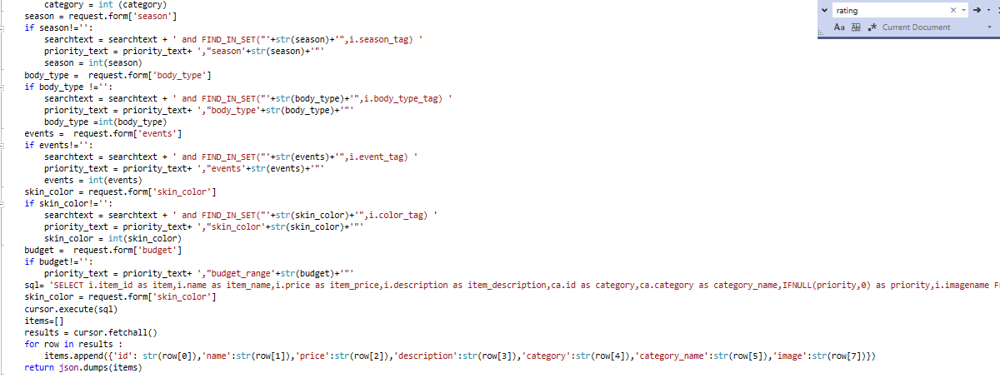 category = int (category)
season = request.form['season']
if season!='':
searchtext = searchtext + ' and FIND_IN_SET("'+str(season)+'",i.season_tag) '
priority_text = priority_text+ ',"season'+str(season)+'"'
season = int(season)
body_type =  request.form['body_type']
if body_type !='':
searchtext = searchtext + ' and FIND_IN_SET("'+str(body_type)+'",i.body_type_tag) '
priority_text = priority_text+ ',"body_type'+str(body_type)+'"'
body_type =int(body_type)
events =  request.form['events']
if events!='':
searchtext = searchtext + ' and FIND_IN_SET("'+str(events)+'",i.event_tag) '
priority_text = priority_text+ ',"events'+str(events)+'"'
events = int(events)
skin_color = request.form['skin_color']
if skin_color!='':
searchtext = searchtext + ' and FIND_IN_SET("'+str(skin_color)+'",i.color_tag) '
priority_text = priority_text+ ',"skin_color'+str(skin_color)+'"'
skin_color = int(skin_color)
budget =  request.form['budget']
if budget!='':
priority_text = priority_text+ ',"budget_range'+str(budget)+'"'
sql= 'SELECT i.item_id as item,i.name as item_name,i.price as item_price,i.description as item_description,ca.id as category,ca.category as category_name,IFNULL(priority,0) as priority,i.imagename F
skin_color = request.form['skin_color']
cursor.execute(sql)
items=[]
results = cursor.fetchall()
for row in results :
items.append({'id': str(row[0]),'name':str(row[1]),'price':str(row[2]),'description':str(row[3]),'category':str(row[4]),'category_name':str(row[5]),'image':str(row[7])})
return json.dumps(items)
rating
Aa Ab Current Document